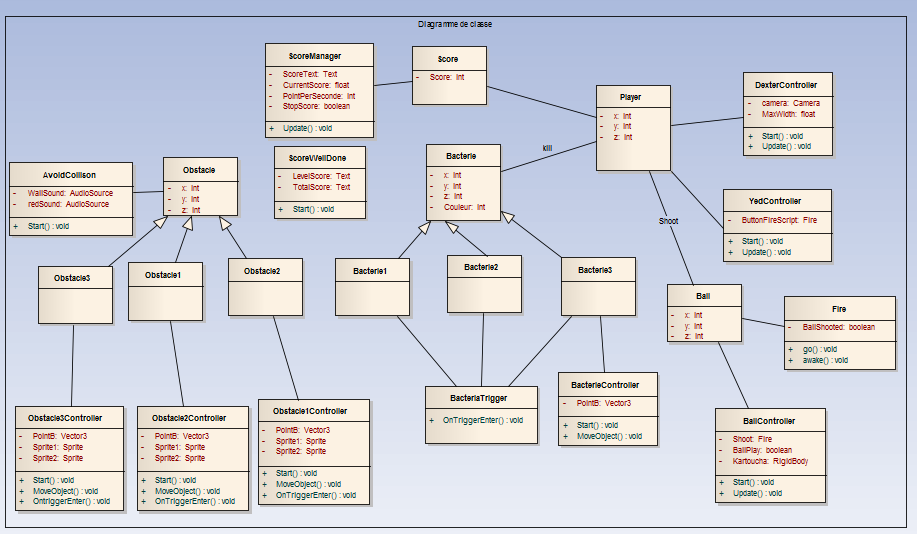 Diagramme de classe
ScoreManager
- ScoreText: Text
- CurrentScore: float
- PointPerSeconde: int
- StopScore: boolean
+ Update() : void
Score
- Score: int
Player
- x: int
- y: int
- z: int
DexterController
- camera: Camera
- MaxWidth: float
+ Start() : void
+ Update() : void
kill
AvoidCollison
- WallSound: AudioSource
- redSound: AudioSource
+ Start() : void
Obstacle
- x: int
- y: int
- z: int
ScoreWellDone
- LevelScore: Text
- TotalScore: Text
+ Start() : void
Bacterie
- x: int
- y: int
- z: int
- Couleur: int
YedController
- ButtonFireScript: Fire
+ Start() : void
+ Update() : void
Shoot
Obstacle3
Obstacle1
Obstacle2
Bacterie1
Bacterie2
Bacterie3
Ball
- x: int
- y: int
- z: int
Fire
- BallShooted: boolean
+ go() : void
+ awake() : void
Obstacle3Controller
- PointB: Vector3
- Sprite1: Sprite
- Sprite2: Sprite
+ Start() : void
+ MoveObject() : void
+ OntriggerEnter() : void
Obstacle2Controller
- PointB: Vector3
- Sprite1: Sprite
- Sprite2: Sprite
+ Start() : void
+ MoveObject() : void
+ OnTriggerEnter() : void
Obstacle1Controller
- PointB: Vector3
- Sprite1: Sprite
- Sprite2: Sprite
+ Start() : void
+ MoveObject() : void
+ OnTriggerEnter() : void
BacteriaTrigger
+ OnTriggerEnter() : void
BacterieController
- PointB: Vector3
+ Start() : void
+ MoveObject() : void
BallController
- Shoot: Fire
- BallPlay: boolean
- Kartoucha: RigidBody
+ Start() : void
+ Update() : void